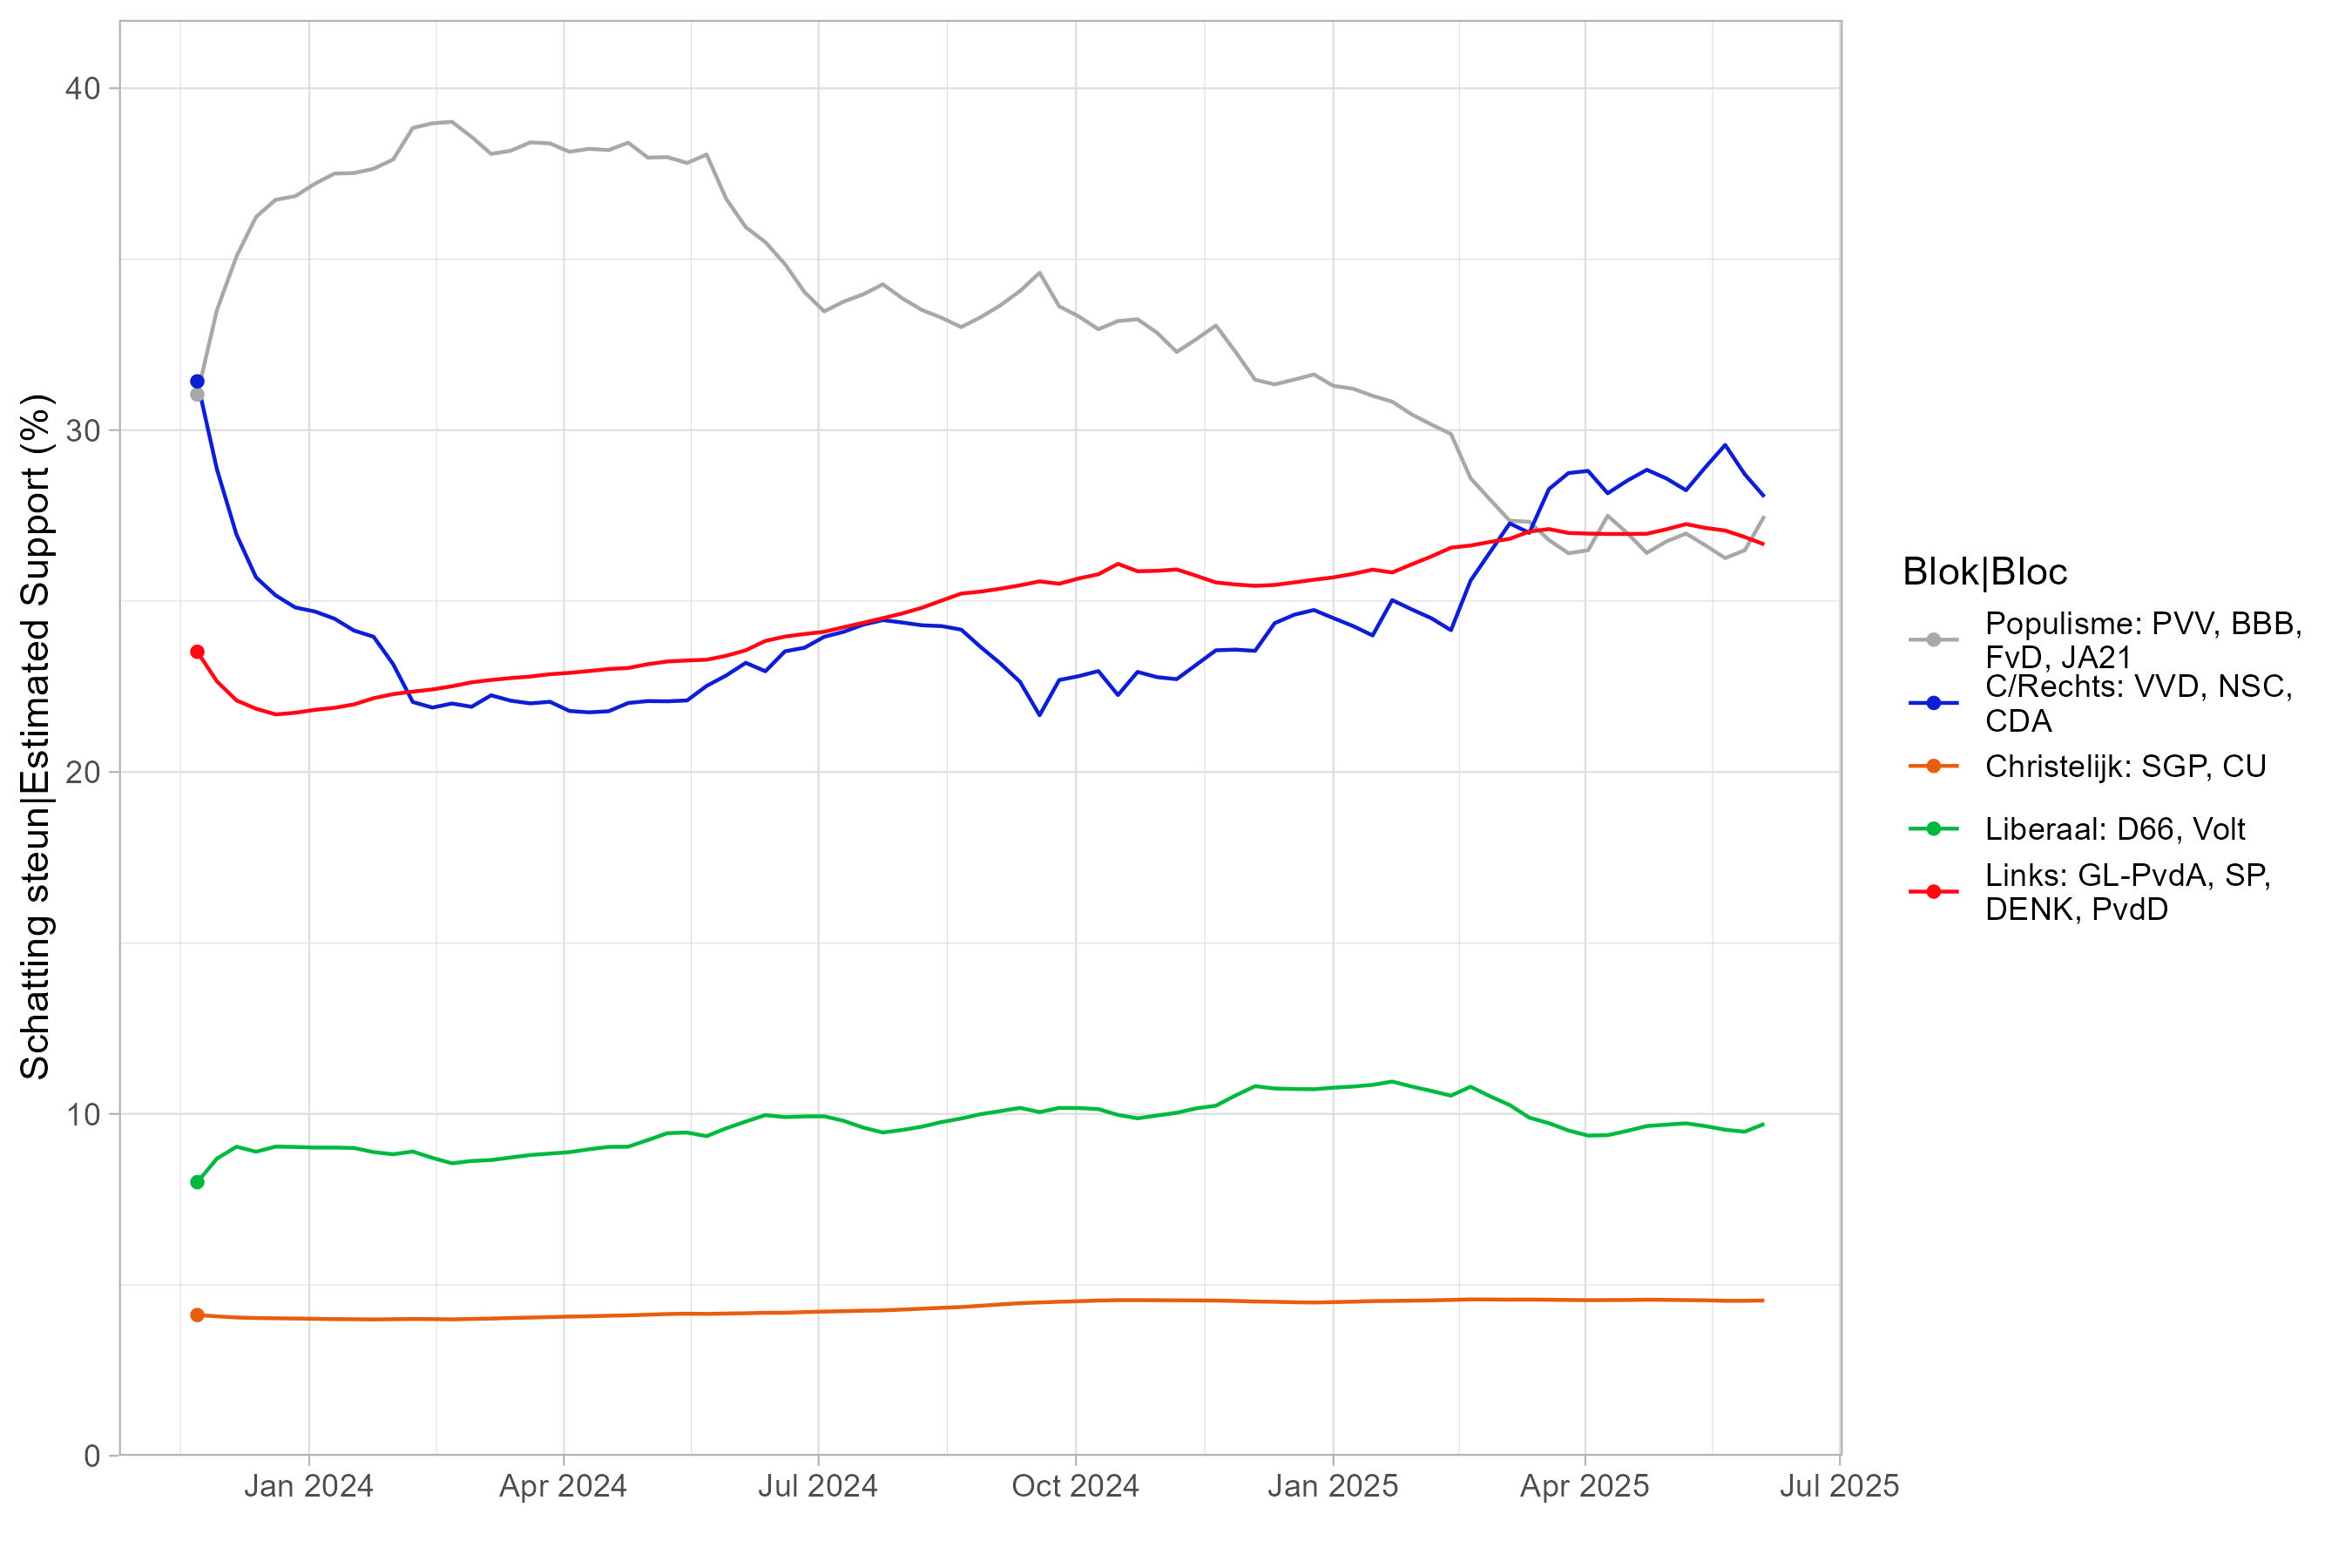 Schatting steun|Estimated Support (%)
40
30
20
10
0
Jan 2024
Apr 2024
Jul 2024
Oct 2024
Jan 2025
Apr 2025
Jul 2025
Blok|Bloc
Populisme: PVV, BBB,
FvD, JA21
C/Rechts: VVD, NSC,
CDA
Christelijk: SGP, CU
Liberaal: D66, Volt
Links: GL-PvdA, SP,
DENK, PvdD